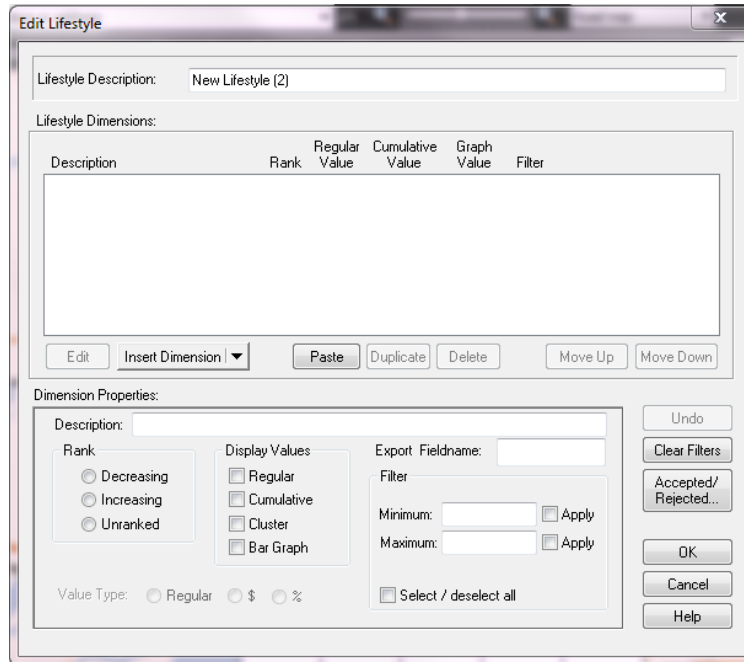 Edit Lifestyle
x
Lifestyle Description: New Lifestyle (2)
Lifestyle Dimensions:
Description Rank Regular Value Cumulative Value Graph Value Filter
Edit Insert Dimension Paste Duplicate Delete Move Up Move Down
Dimension Properties:
Description:
Undo
Rank Display Values Export Fieldname:
Clear Filters
Decreasing Regular Filter
Accepted/
Rejected...
Increasing Cumulative
Minimum: Apply
Unranked Cluster
Maximum: Apply
Bar Graph
OK
Value Type: Regular $ % Select / deselect all
Cancel
Help